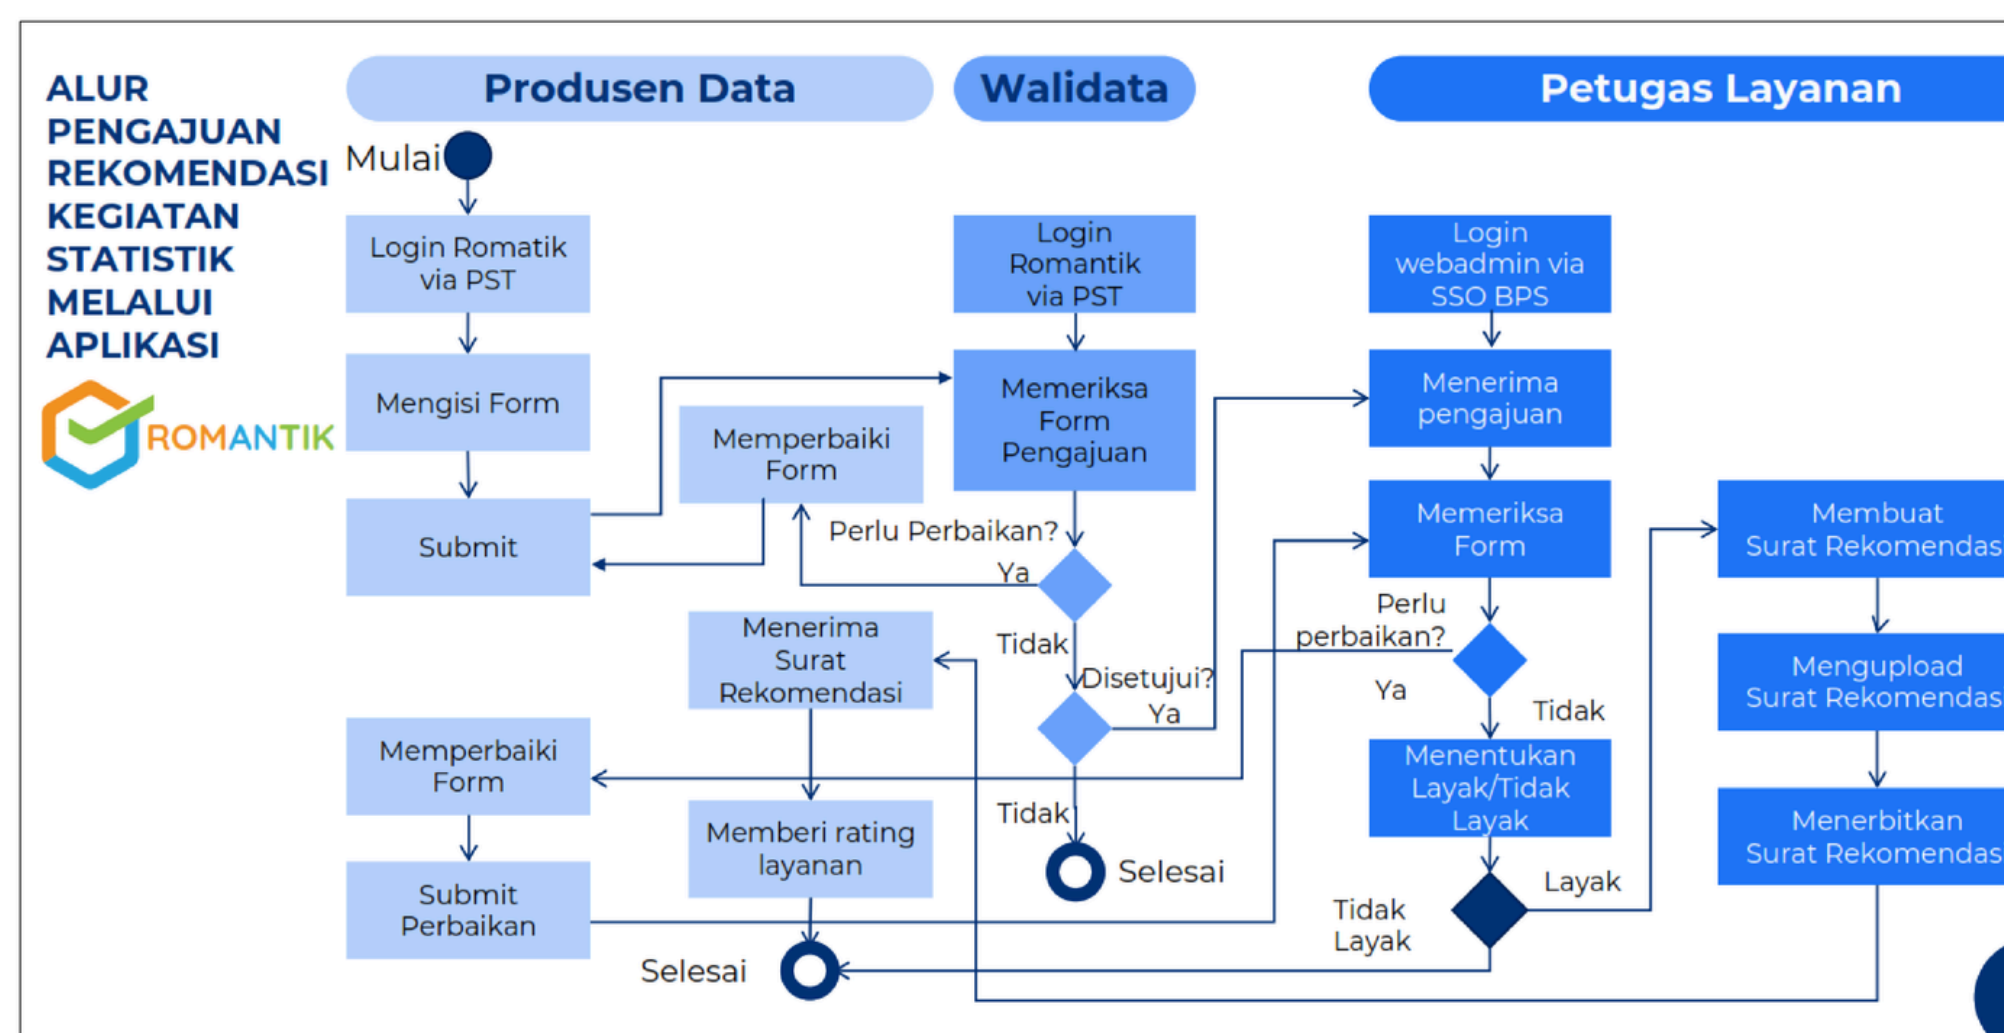 ALUR
PENGAJUAN
REKOMENDASI
KEGIATAN
STATISTIK
MELALUI
APLIKASI
ROMANTIK
Produsen Data
Mulai
Login Romatik
via PST
Mengisi Form
Submit
Memperbaiki
Form
Menerima
Surat
Rekomendasi
Memperbaiki
Form
Submit
Perbaikan
Memberi rating
layanan
Selesai
Walidata
Login
Romantik
via PST
Memeriksa
Form
Pengajuan
Perlu Perbaikan?
Ya
Tidak
Disetujui?
Ya
Tidak
Selesai
Petugas Layanan
Login
webadmin via
SSO BPS
Menerima
pengajuan
Memeriksa
Form
Perlu
perbaikan?
Ya
Tidak
Menentukan
Layak/Tidak
Layak
Layak
Tidak
Layak
Membuat
Surat Rekomendas
Mengupload
Surat Rekomendas
Menerbitkan
Surat Rekomendas